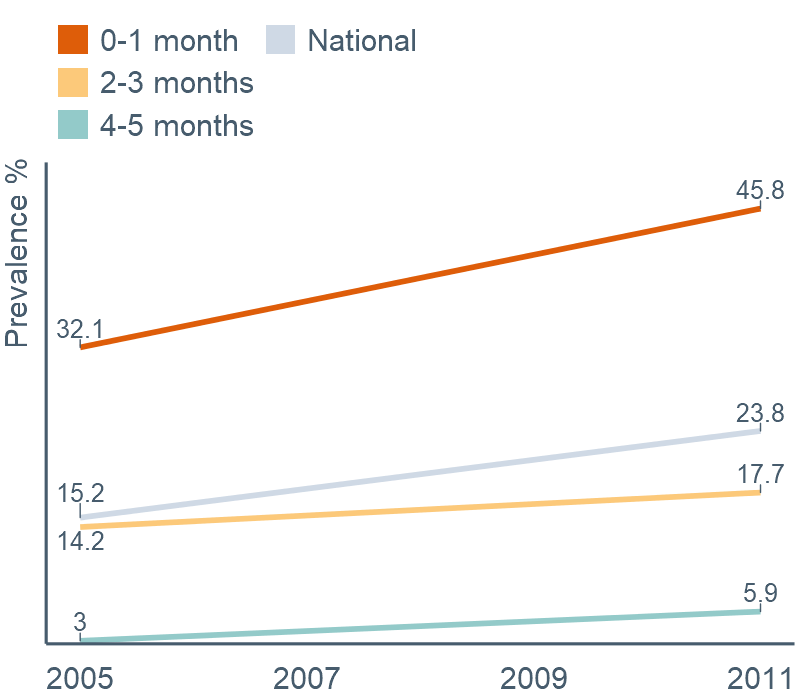 0-1 month National
2-3 months
4-5 months
Prevalence %
45.8
32.1
23.8
17.7
15.2
14.2
5.9
3
2005 2007 2009 2011